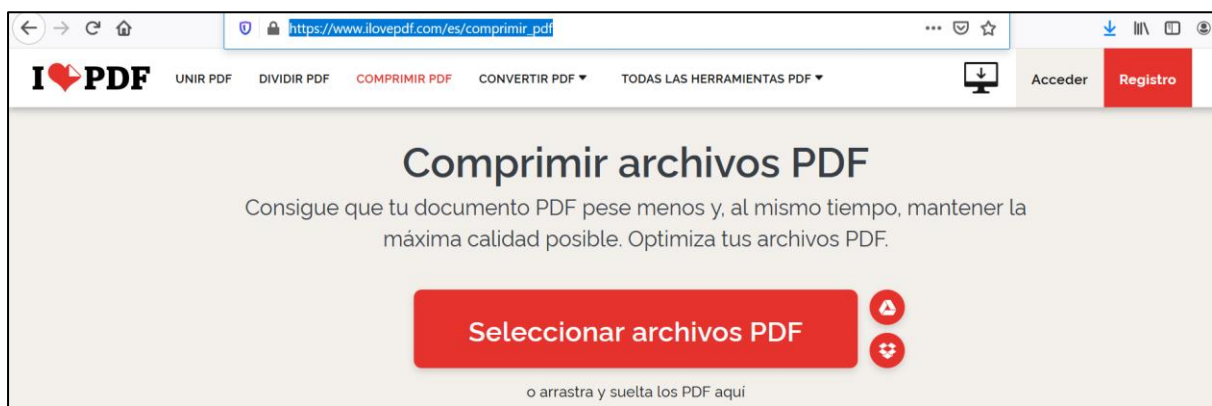 https://www.ilovepdf.com/es/comprimir_pdf
I PDF UNIR PDF DIVIDIR PDF COMPRIMIR PDF CONVERTIR PDF TODAS LAS HERRAMIENTAS PDF Acceder Registro
Comprimir archivos PDF
Consigue que tu documento PDF pese menos y, al mismo tiempo, mantener la
máxima calidad posible. Optimiza tus archivos PDF.
Seleccionar archivos PDF
o arrastra y suelta los PDF aquí